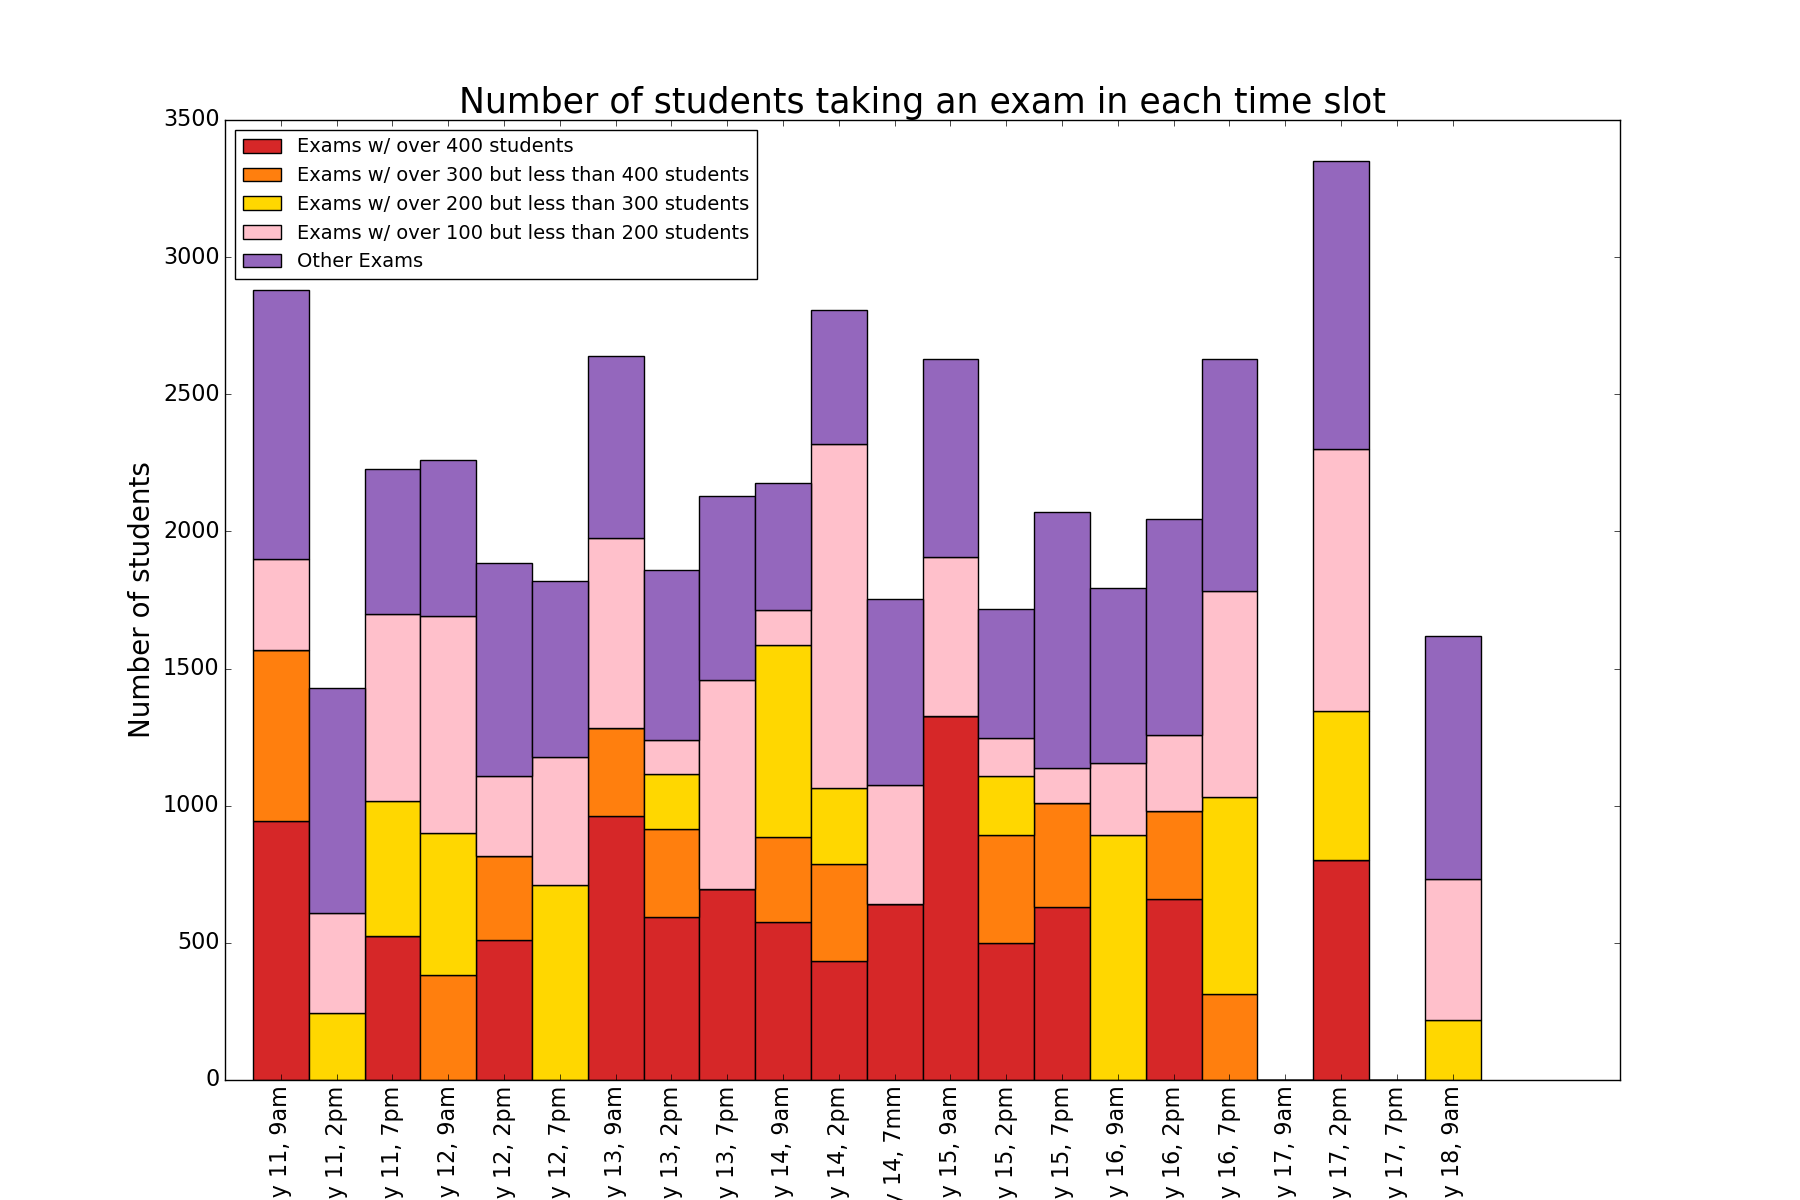 Number of students taking an exam in each time slot
3500
3000
2500
2000
1500
1000
500
0
Number of students
Exams w/ over 400 students
Exams w/ over 300 but less than 400 students
Exams w/ over 200 but less than 300 students
Exams w/ over 100 but less than 200 students
Other Exams
y 11, 9am
y 11, 2pm
y 11, 7pm
y 12, 9am
y 12, 2pm
y 12, 7pm
y 13, 9am
y 13, 2pm
y 13, 7pm
y 14, 9am
y 14, 2pm
y 14, 7mm
y 15, 9am
y 15, 2pm
y 15, 7pm
y 16, 9am
y 16, 2pm
y 16, 7pm
y 17, 9am
y 17, 2pm
y 17, 7pm
y 18, 9am